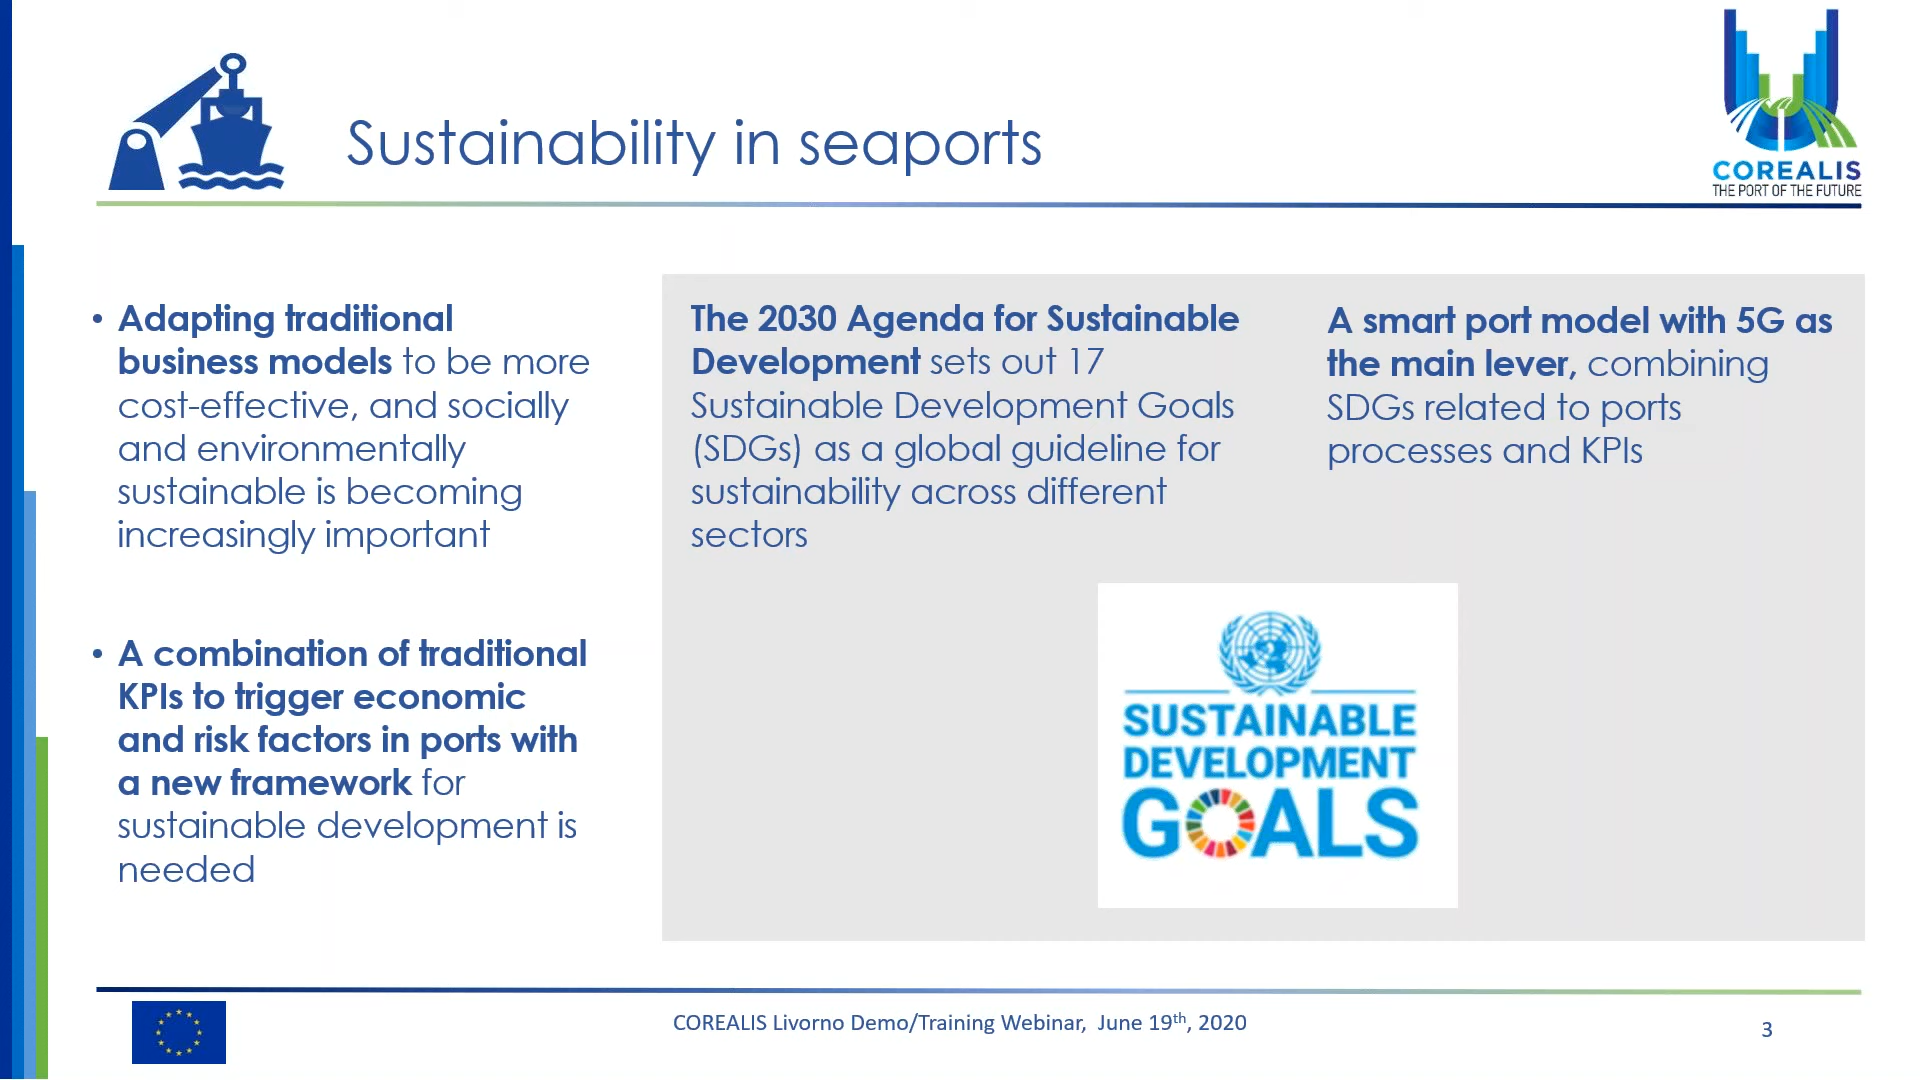 Sustainability in seaports
COREALIS
THE PORT OF THE FUTURE
• Adapting traditional
business models to be more
cost-effective, and socially
and environmentally
sustainable is becoming
increasingly important
• A combination of traditional
KPIs to trigger economic
and risk factors in ports with
a new framework for
sustainable development is
needed
The 2030 Agenda for Sustainable
Development sets out 17
Sustainable Development Goals
(SDGs) as a global guideline for
sustainability across different
sectors
A smart port model with 5G as
the main lever, combining
SDGs related to ports
processes and KPIs
SUSTAINABLE
DEVELOPMENT
GOALS
COREALIS Livorno Demo/Training Webinar, June 19th, 2020
3